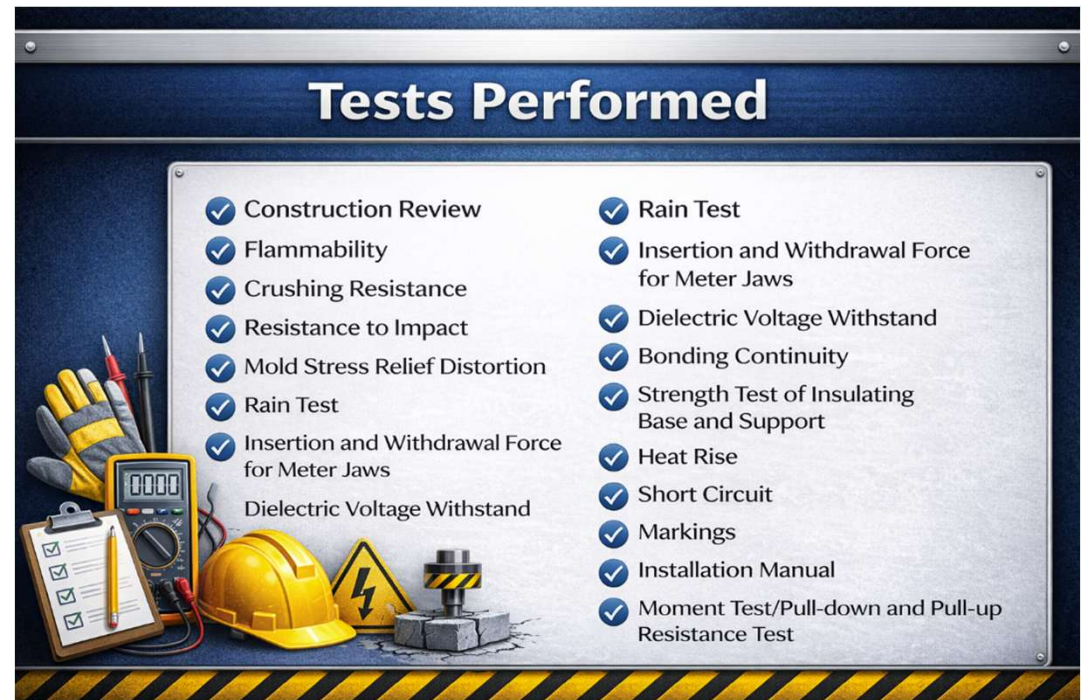 Tests Performed
Construction Review
Flammability
Crushing Resistance
Resistance to Impact
Mold Stress Relief Distortion
Rain Test
Insertion and Withdrawal Force
for Meter Jaws
Dielectric Voltage Withstand
Rain Test
Insertion and Withdrawal Force
for Meter Jaws
Dielectric Voltage Withstand
Bonding Continuity
Strength Test of Insulating
Base and Support
Heat Rise
Short Circuit
Markings
Installation Manual
Moment Test/Pull-down and Pull-up
Resistance Test
0000